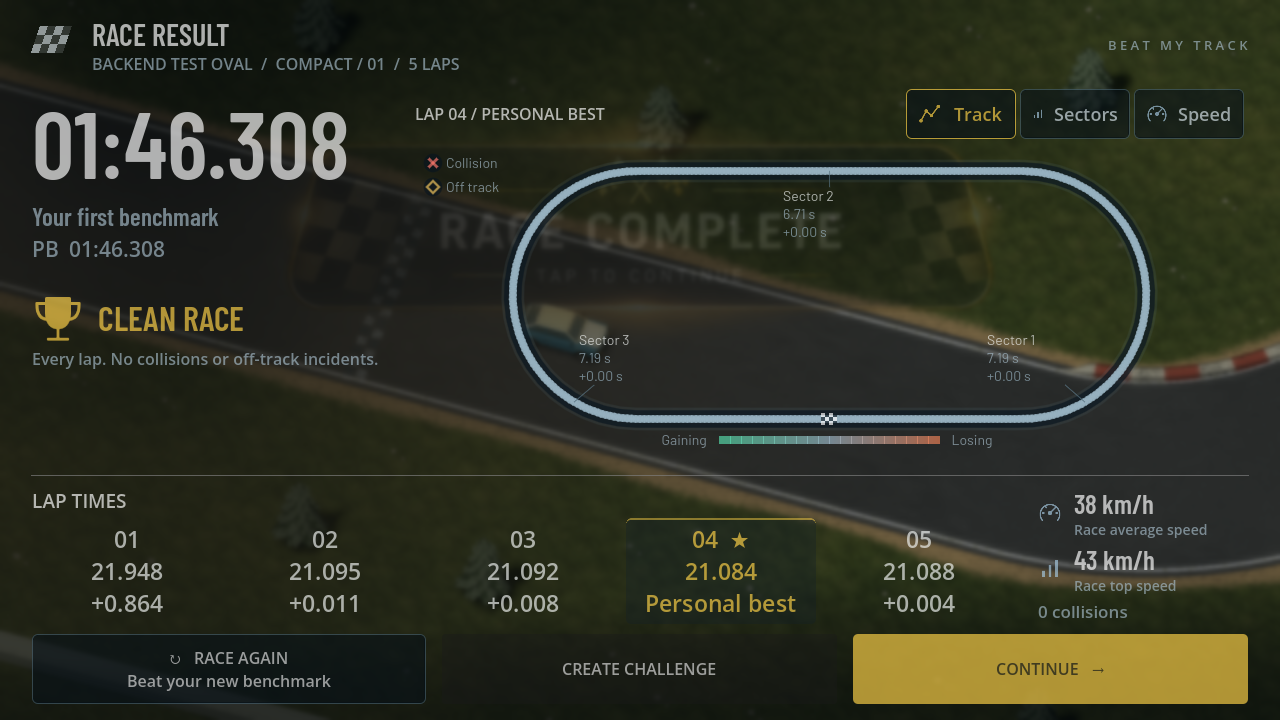 RACE RESULT
BACKEND TEST OVAL / COMPACT / 01 / 5 LAPS
BEAT MY TRACK
01:46.308
Your first benchmark
PB 01:46.308
CLEAN RACE
Every lap. No collisions or off-track incidents.
LAP 04 / PERSONAL BEST
Track
Sectors
Speed
Collision
Off track
RACE COMPLETE
TAP TO CONTINUE
Sector 2
6.71 s
+0.00 s
Sector 3
7.19 s
+0.00 s
Sector 1
7.19 s
+0.00 s
Gaining
Losing
LAP TIMES
01
21.948
+0.864
02
21.095
+0.011
03
21.092
+0.008
04 ★
21.084
Personal best
05
21.088
+0.004
38 km/h
Race average speed
43 km/h
Race top speed
0 collisions
↻ RACE AGAIN
Beat your new benchmark
CREATE CHALLENGE
CONTINUE →